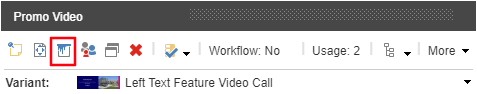 Promo Video
Workflow: No Usage: 2 More
Variant: Left Text Feature Video Call